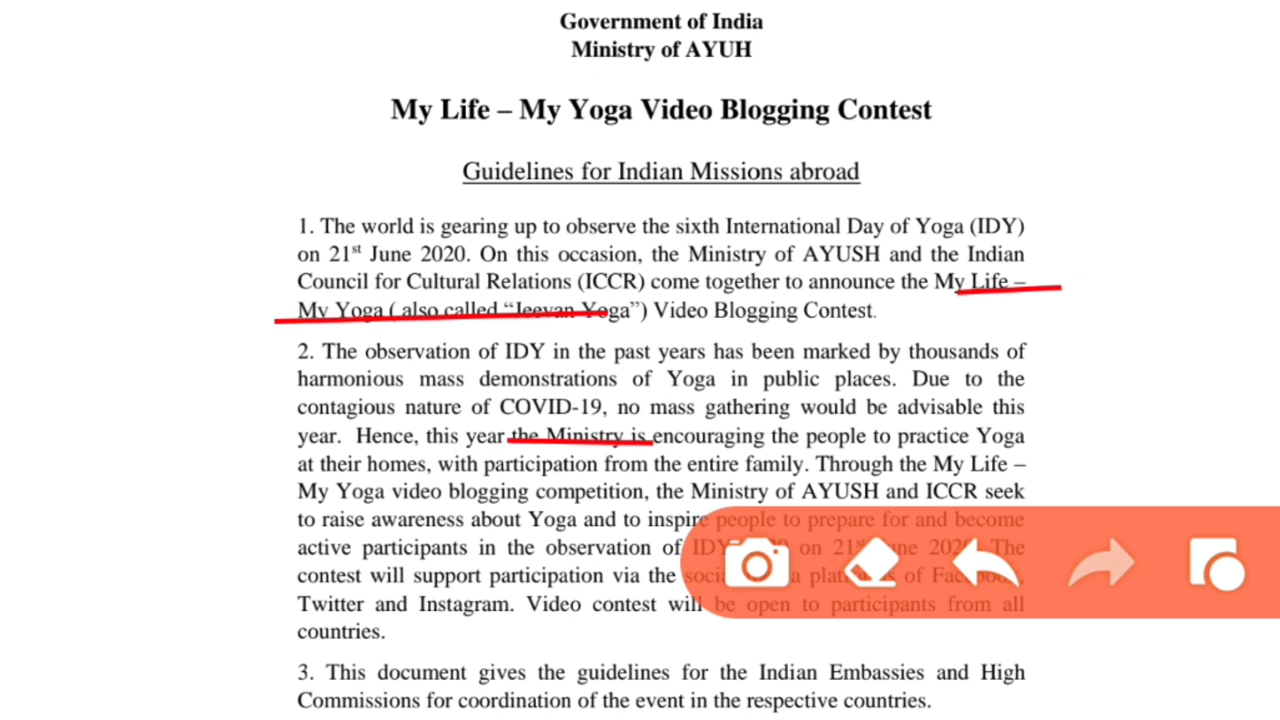 Government of India
Ministry of AYUH
My Life – My Yoga Video Blogging Contest
Guidelines for Indian Missions abroad
1. The world is gearing up to observe the sixth International Day of Yoga (IDY)
on 21st June 2020. On this occasion, the Ministry of AYUSH and the Indian
Council for Cultural Relations (ICCR) come together to announce the My Life –
My Yoga ( also called “Jeevan Yoga”) Video Blogging Contest.
2. The observation of IDY in the past years has been marked by thousands of
harmonious mass demonstrations of Yoga in public places. Due to the
contagious nature of COVID-19, no mass gathering would be advisable this
year. Hence, this year the Ministry is encouraging the people to practice Yoga
at their homes, with participation from the entire family. Through the My Life –
My Yoga video blogging competition, the Ministry of AYUSH and ICCR seek
to raise awareness about Yoga and to inspire people to prepare for and become
active participants in the observation of IDY on 21st The
contest will support participation via the of
Twitter and Instagram. Video contest will be open to participants from all
countries.
3. This document gives the guidelines for the Indian Embassies and High
Commissions for coordination of the event in the respective countries.